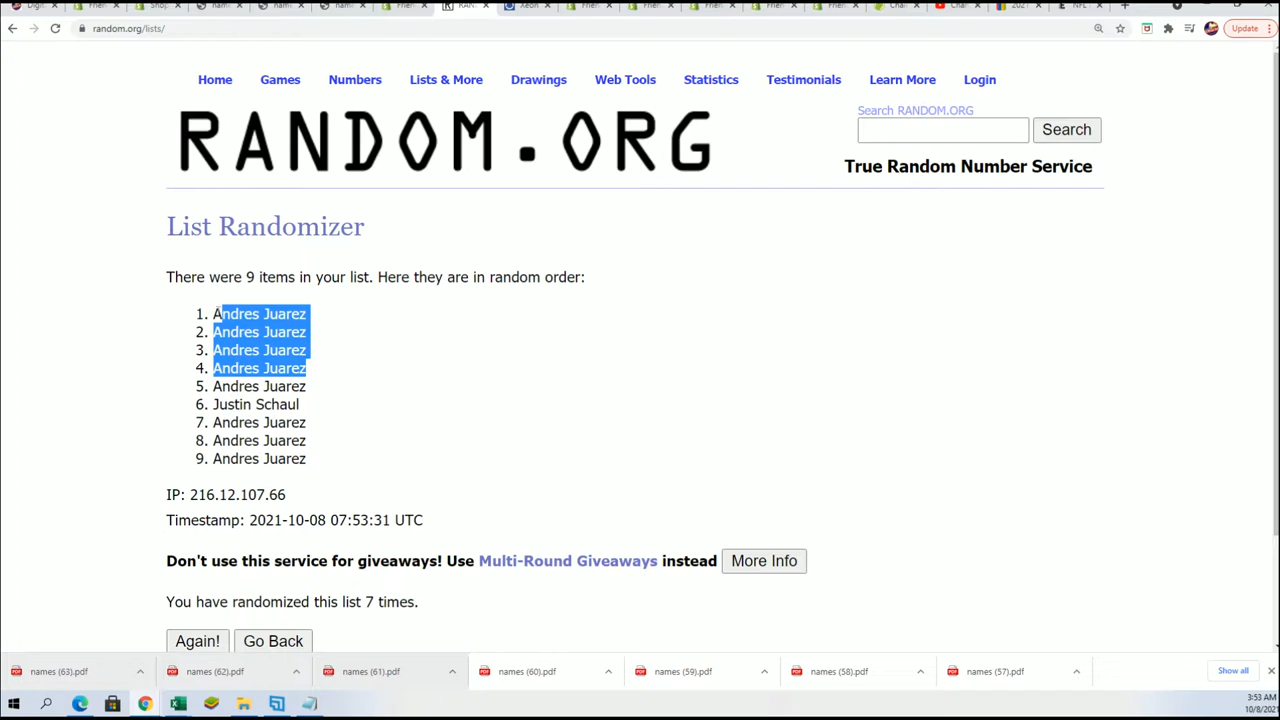 random.org/lists/
Update
Home Games Numbers Lists & More Drawings Web Tools Statistics Testimonials Learn More Login
Search RANDOM.ORG
RANDOM.ORG
Search
True Random Number Service
List Randomizer
There were 9 items in your list. Here they are in random order:
1. Andres Juarez
2. Andres Juarez
3. Andres Juarez
4. Andres Juarez
5. Andres Juarez
6. Justin Schaul
7. Andres Juarez
8. Andres Juarez
9. Andres Juarez
IP: 216.12.107.66
Timestamp: 2021-10-08 07:53:31 UTC
Don't use this service for giveaways! Use Multi-Round Giveaways instead More Info
You have randomized this list 7 times.
Again! Go Back
names (63).pdf names (62).pdf names (61).pdf names (60).pdf names (59).pdf names (58).pdf names (57).pdf Show all
3:53 AM